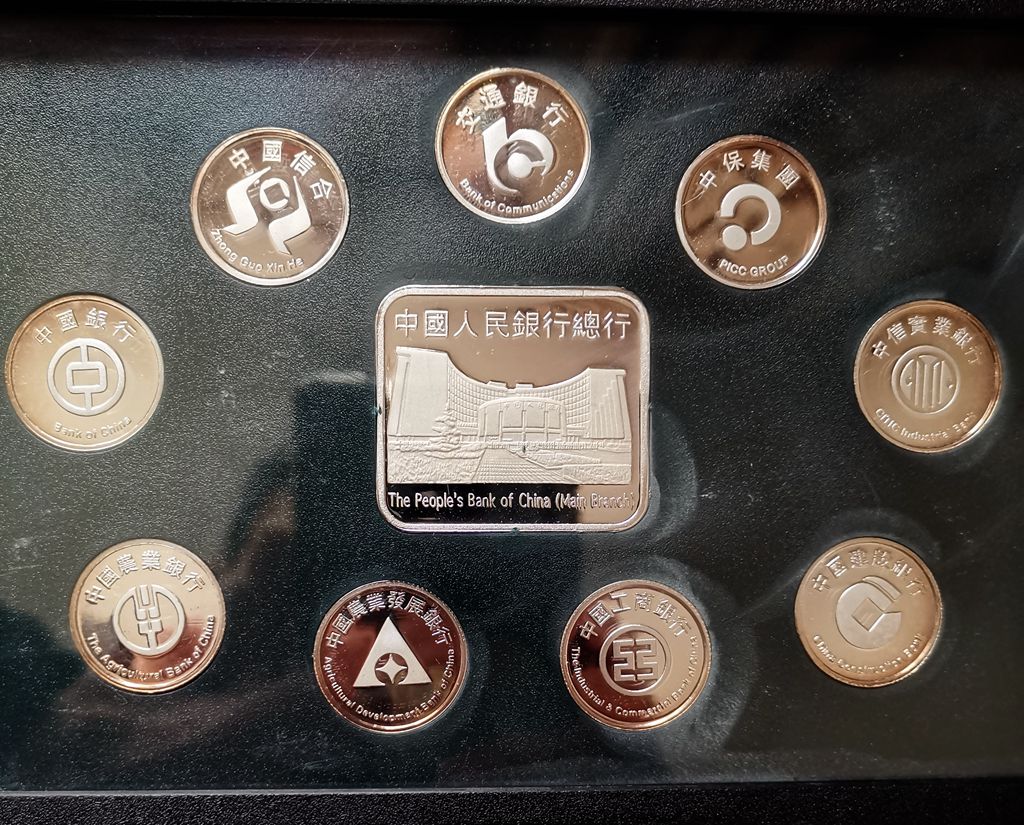 交通銀行
Bank of Communications
中國信合
Zhong Guo Xin He
中保集團
PICC GROUP
中國銀行
Bank of China
中國人民銀行總行
The People's Bank of China (Main Branch)
中信實業銀行
CITIC Industrial Bank
中國農業銀行
The Agricultural Bank of China
中國農業發展銀行
Agricultural Development Bank of China
中國工商銀行
The Industrial & Bank of China
中國建設銀行
China Bank